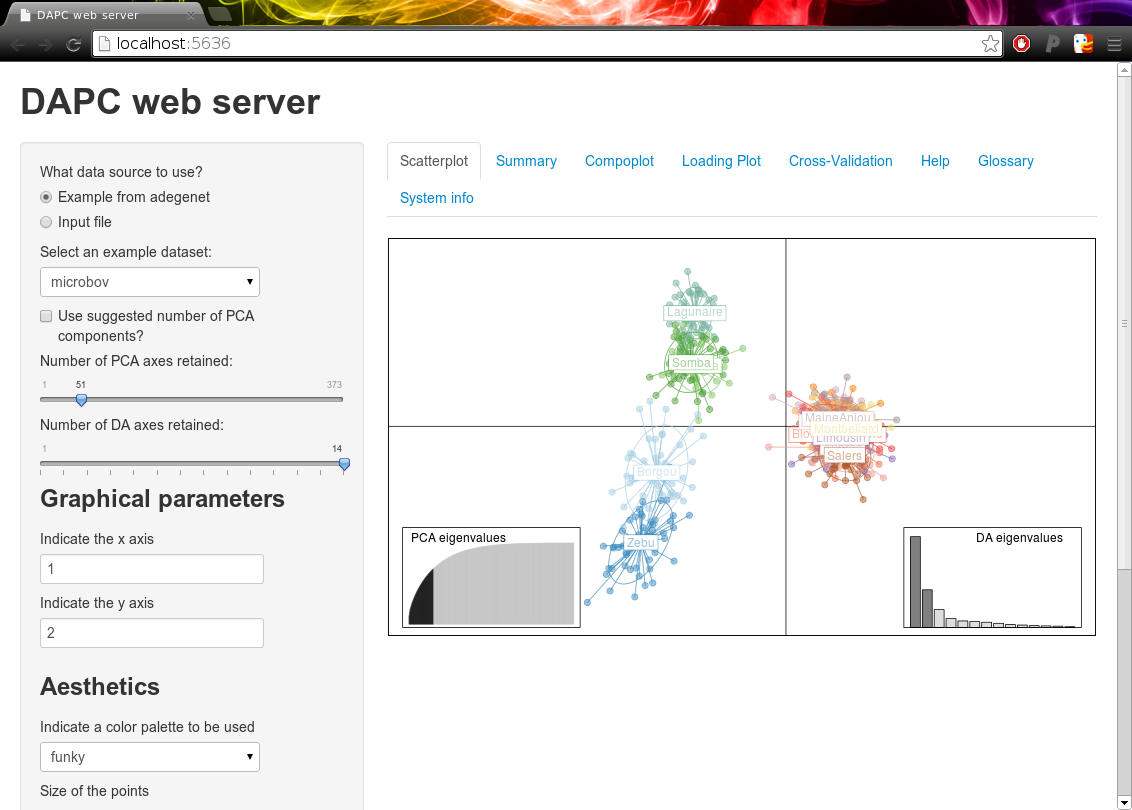 DAPC web server
localhost:5636
DAPC web server
What data source to use?
Example from adegenet
Input file
Select an example dataset:
microbov
Use suggested number of PCA
components?
Number of PCA axes retained:
1 51 373
Number of DA axes retained:
1 14
Graphical parameters
Indicate the x axis
1
Indicate the y axis
2
Aesthetics
Indicate a color palette to be used
funky
Size of the points
Scatterplot Summary Compoplot Loading Plot Cross-Validation Help Glossary
System info
Lagunaire
Somba
MaineAnjou
Montbeliard
Limousin
Salers
Borgou
Zebu
PCA eigenvalues
DA eigenvalues